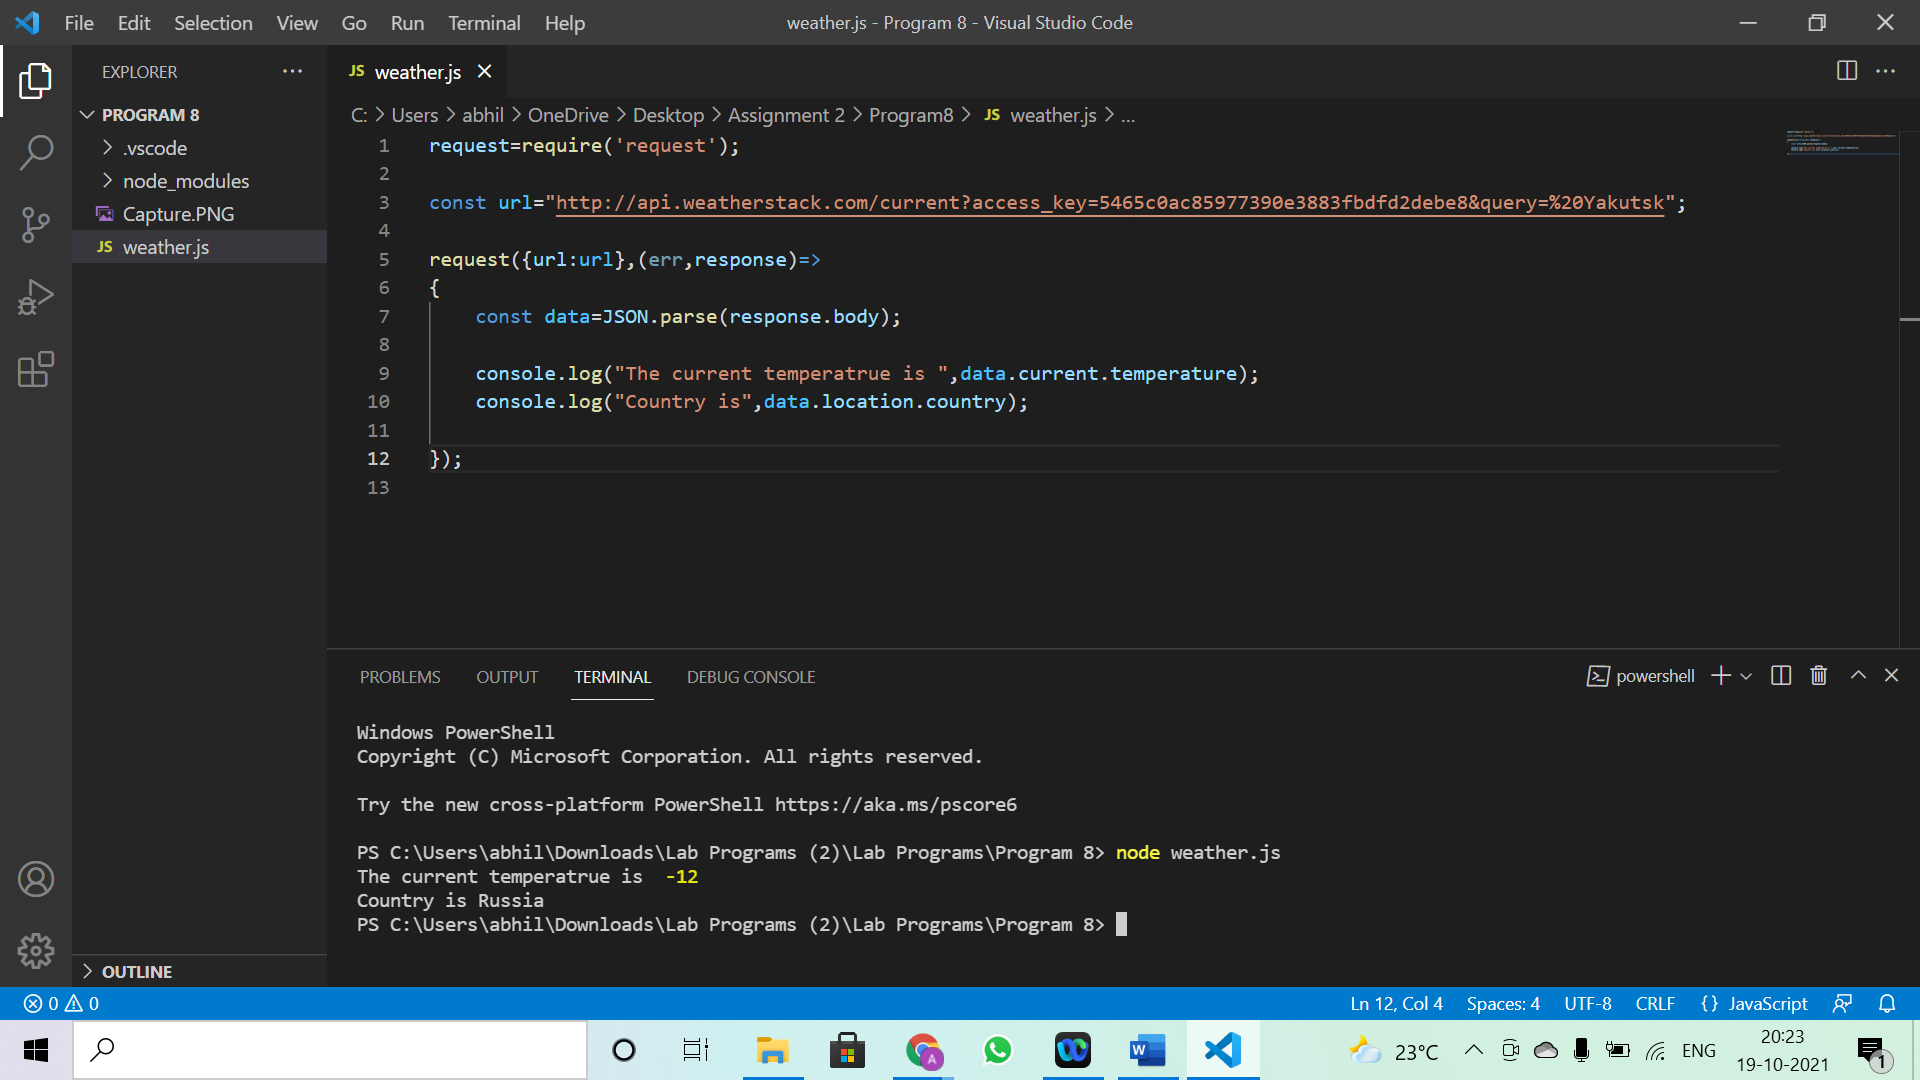 File Edit Selection View Go Run Terminal Help
weather.js - Program 8 - Visual Studio Code
EXPLORER
PROGRAM 8
.vscode
node_modules
Capture.PNG
JS weather.js
OUTLINE
JS weather.js
C: > Users > abhil > OneDrive > Desktop > Assignment 2 > Program8 > JS weather.js > ...
1 request=require('request');
2
3 const url="http://api.weatherstack.com/current?access_key=5465c0ac85977390e3883fbdfd2debe8&query=%20Yakutsk";
4
5 request({url:url},(err,response)=>
6 {
7 const data=JSON.parse(response.body);
8
9 console.log("The current temperatrue is ",data.current.temperature);
10 console.log("Country is",data.location.country);
11
12 });
13
PROBLEMS OUTPUT TERMINAL DEBUG CONSOLE
powershell
Windows PowerShell
Copyright (C) Microsoft Corporation. All rights reserved.
Try the new cross-platform PowerShell https://aka.ms/pscore6
PS C:\Users\abhil\Downloads\Lab Programs (2)\Lab Programs\Program 8> node weather.js
The current temperatrue is  -12
Country is Russia
PS C:\Users\abhil\Downloads\Lab Programs (2)\Lab Programs\Program 8>
0 0
Ln 12, Col 4 Spaces: 4 UTF-8 CRLF {} JavaScript
A
W
23°C
ENG
20:23
19-10-2021
1